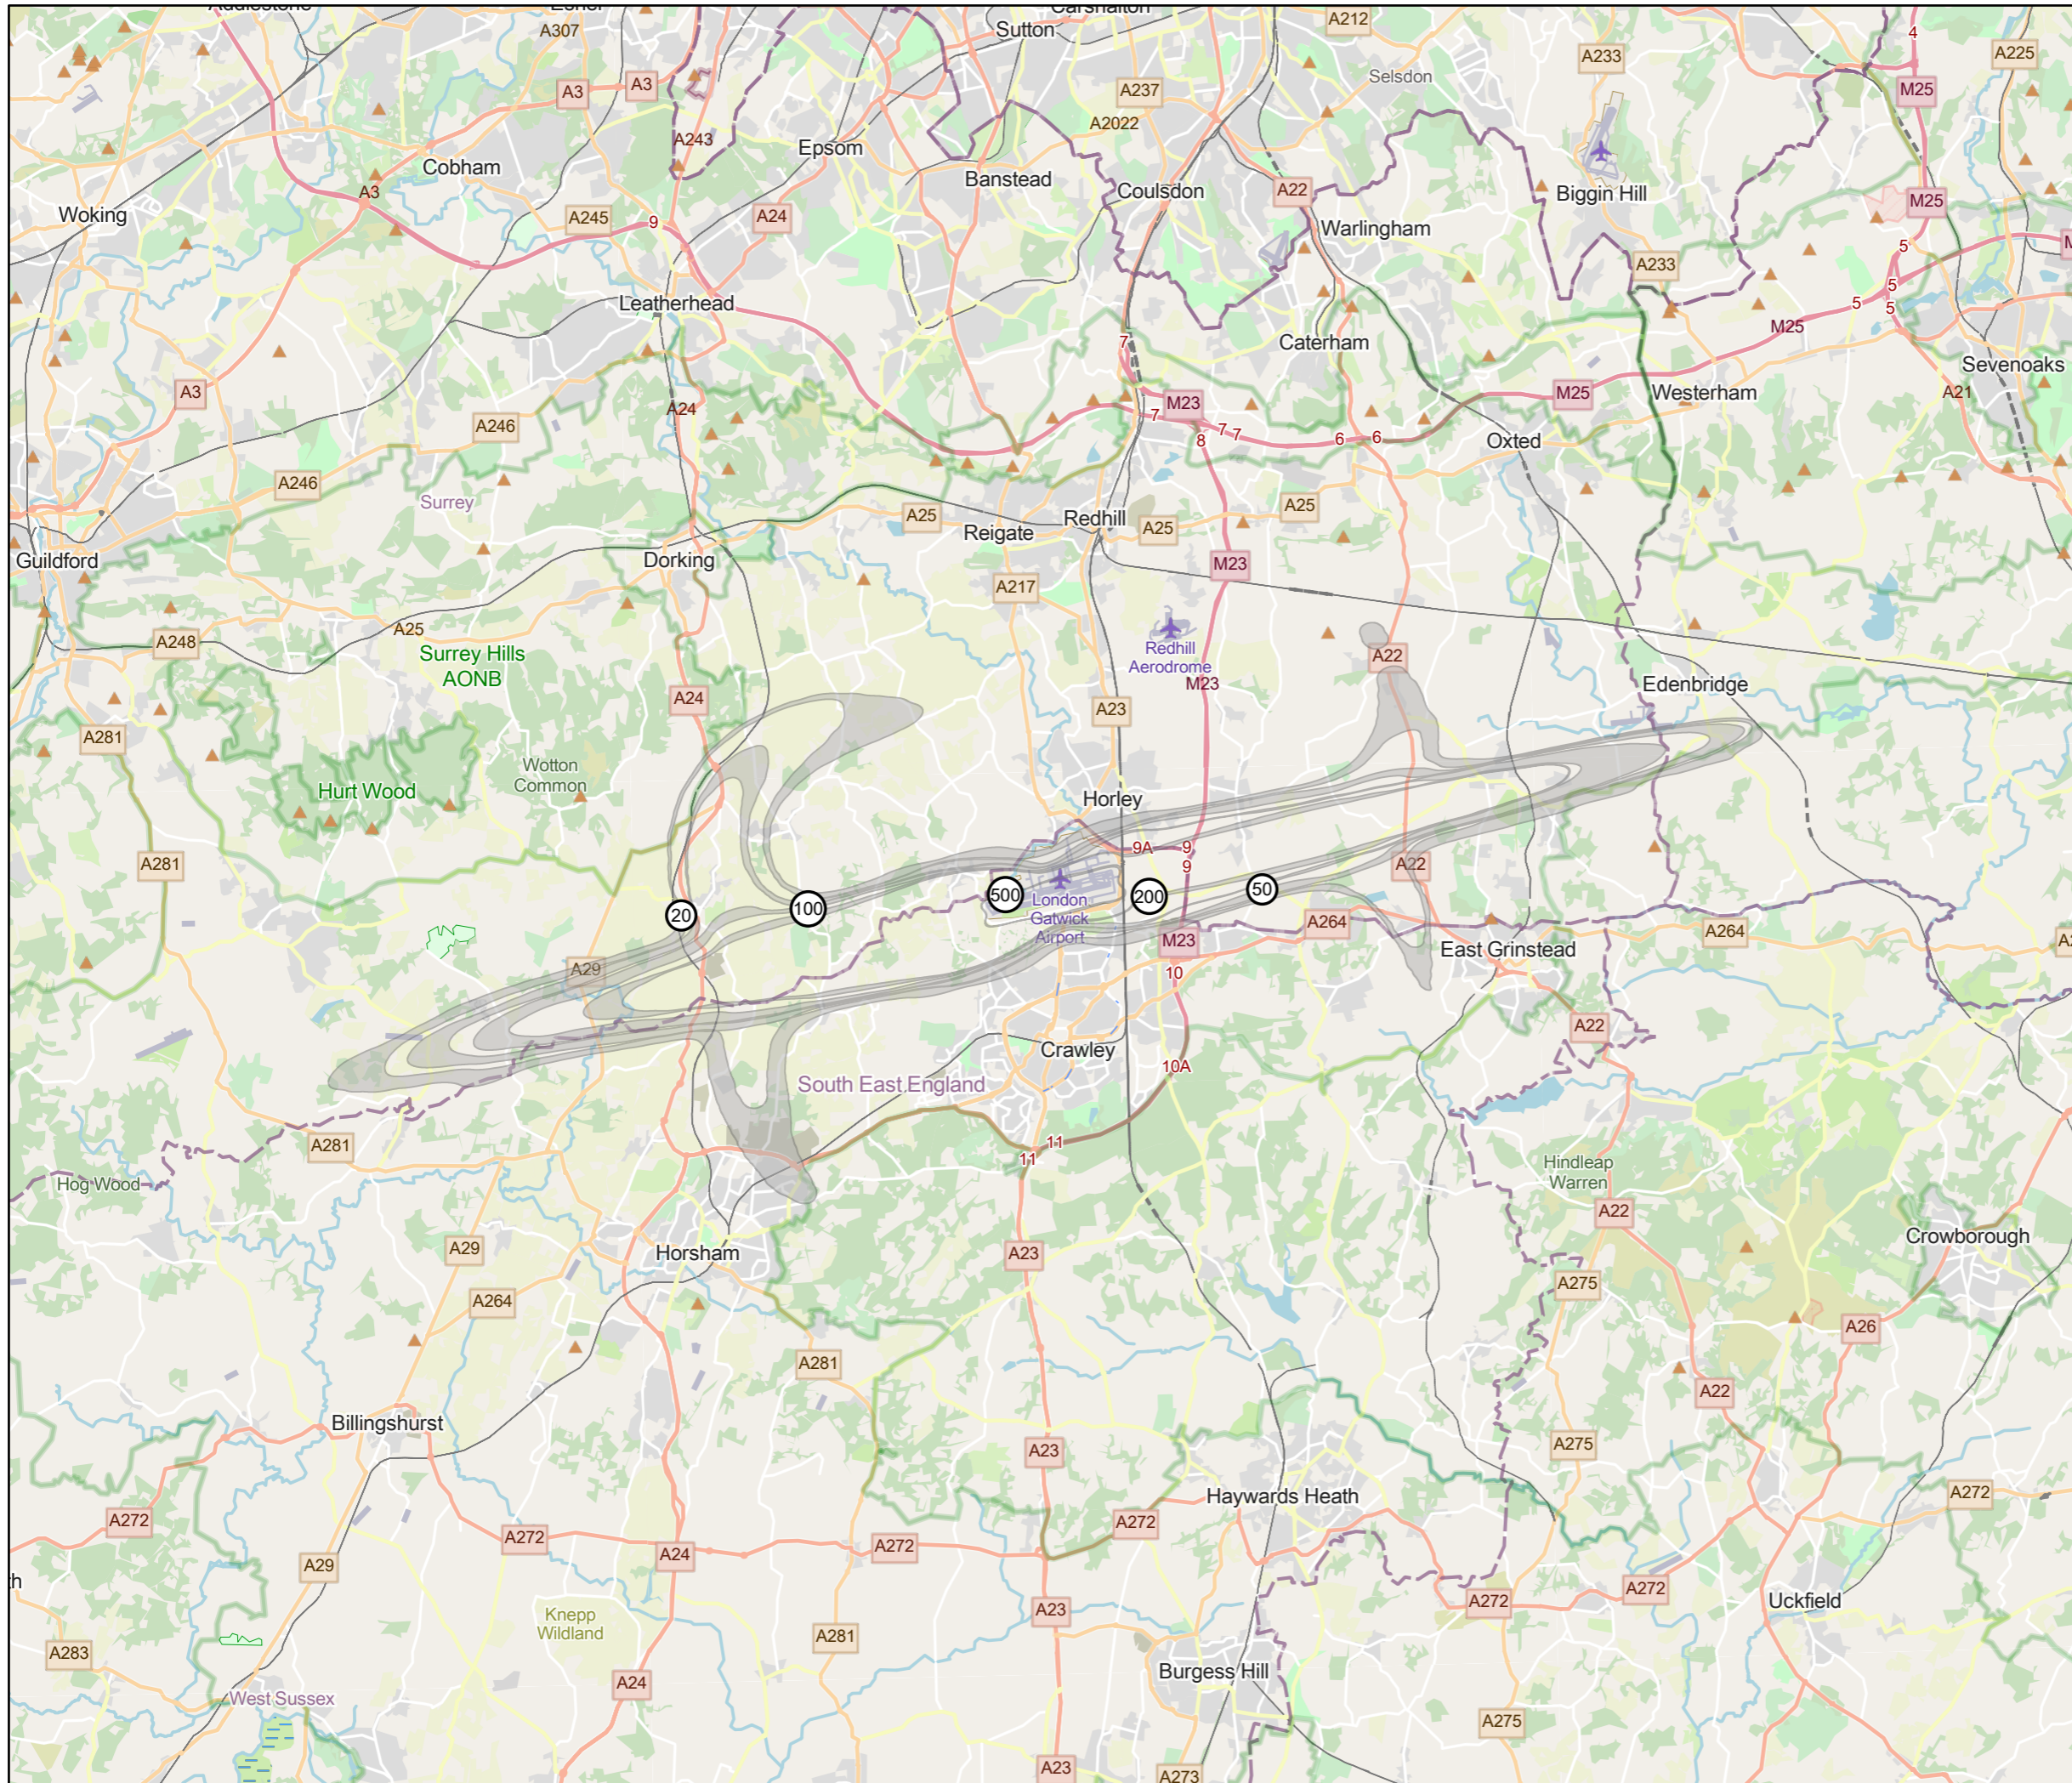 Addlestone
Esher
Carshalton
A307
Sutton
A212
4
A233
A225
A3
A3
A237
Selsdon
M25
A2022
A243
Epsom
Cobham
Banstead
Coulsdon
A22
Biggin Hill
A3
M25
Woking
A245
9
A24
Warlingham
5
A233
5
Leatherhead
5
5
M25
7
Caterham
Sevenoaks
A3
M25
Westerham
A21
A24
M23
7
A246
7
7
8
6
6
Oxted
A246
Surrey
A25
A25
Redhill
A25
Reigate
Guildford
Dorking
M23
A217
A25
A248
Redhill
Aerodrome
Surrey Hills
AONB
A22
M23
Edenbridge
A24
A23
A281
Wotton
Common
Hurt Wood
Horley
9A
9
9
A281
A22
50
500
200
London
Gatwick
Airport
100
20
A264
A264
M23
East Grinstead
A29
10
A22
Crawley
10A
South East England
11
A281
11
Hindleap
Warren
Hog Wood
A22
Crowborough
A29
Horsham
A23
A275
A264
A26
A281
A22
Billingshurst
A23
A275
Haywards Heath
A272
A272
A272
A272
A272
A24
A29
th
A272
A272
Uckfield
A23
Knepp
Wildland
A281
A283
Burgess Hill
A24
West Sussex
A275
A23
A273